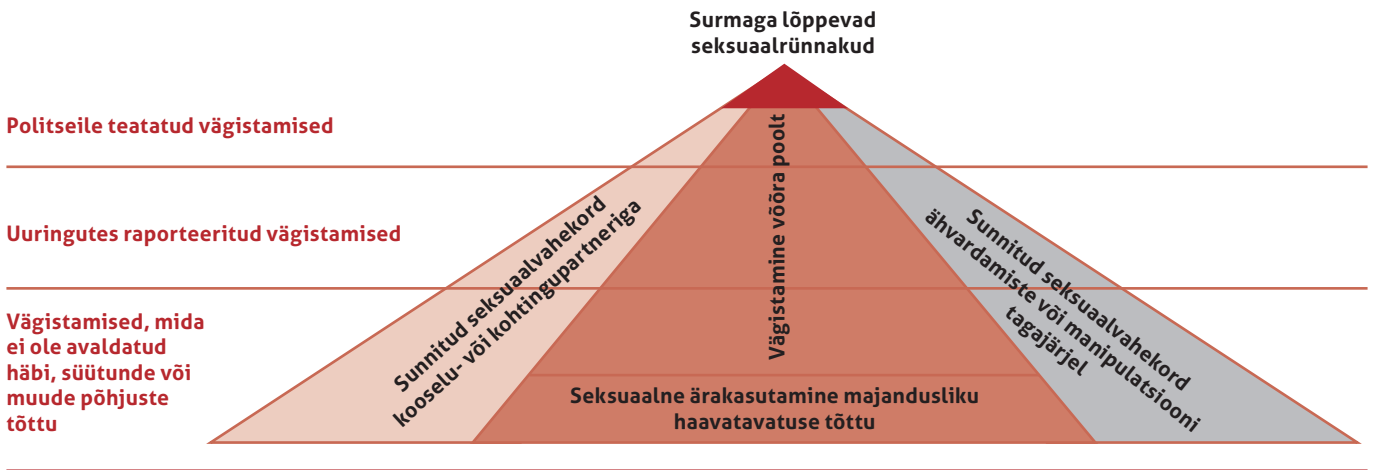 Surmaga lõppevad
seksuaalrünnakud
Politseile teatatud vägistamised
Uuringutes raporteeritud vägistamised
Vägistamised, mida
ei ole avaldatud
häbi, süütunde või
muude põhjuste
tõttu
Sunnitud seksuaalvahekord
kooselu- või kohtingupartneriga
Vägistamine võõra poolt
Sunnitud seksuaalvahekord
ähvardamiste või manipulatsiooni
tagajärjel
Seksuaalne ärakasutamine majandusliku
haavatavatuse tõttu